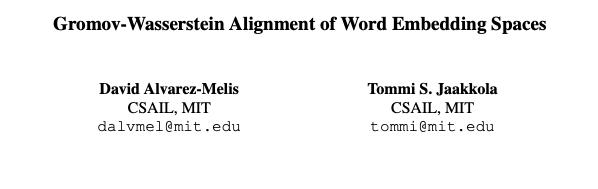 Gromov-Wasserstein Alignment of Word Embedding Spaces
David Alvarez-Melis
CSAIL, MIT
dalvmel@mit.edu
Tommi S. Jaakkola
CSAIL, MIT
tommi@mit.edu